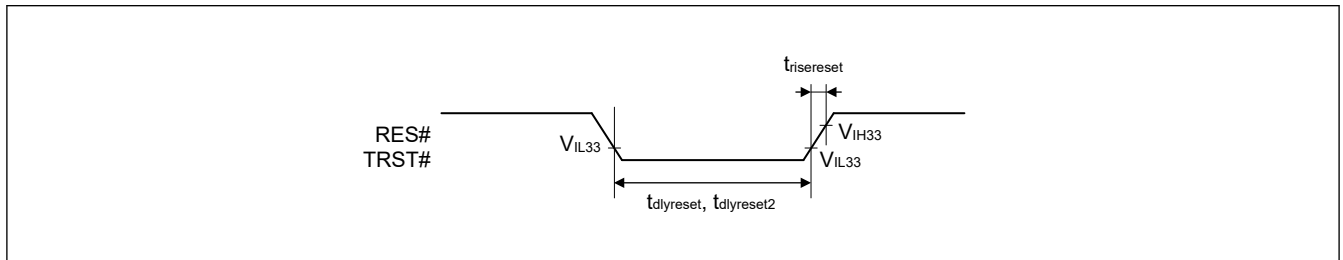 trisereset
RES#
TRST#
VIL33
VIH33
VIL33
tdlyreset, tdlyreset2